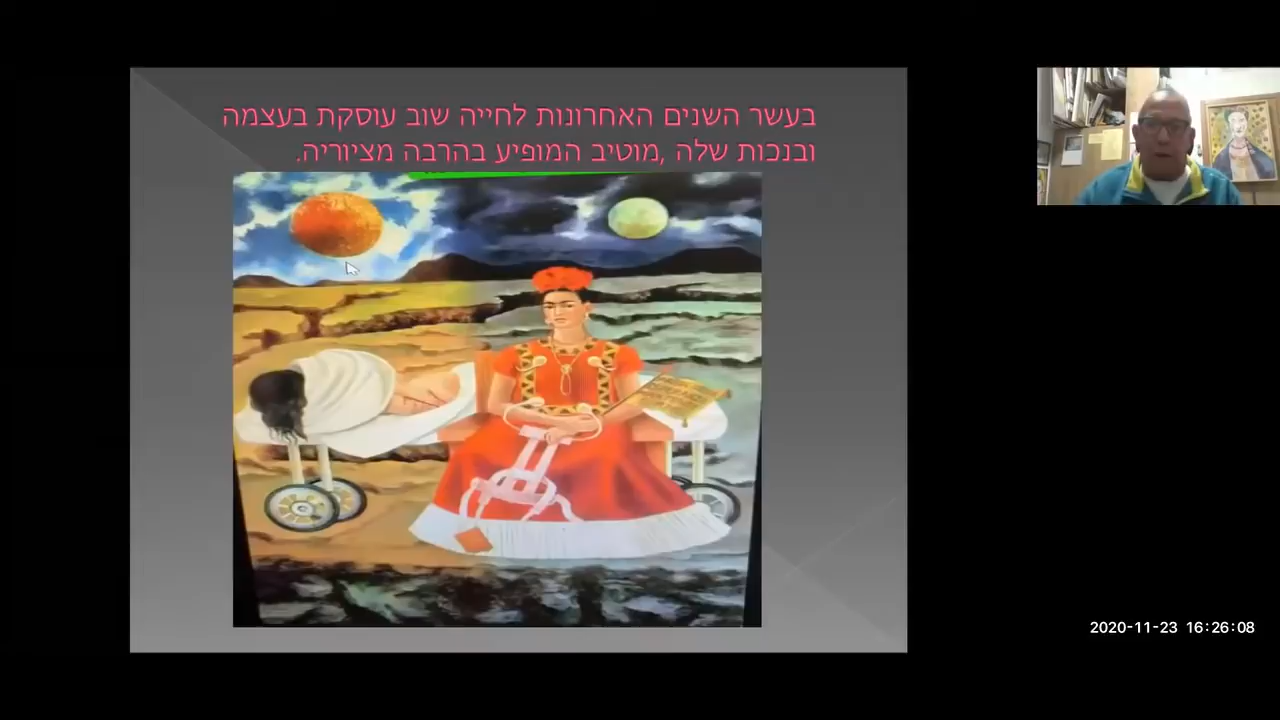 בעשר השנים האחרונות לחייה שוב עוסקת בעצמה
ובנכות שלה ,מוטיב המופיע בהרבה מציוריה.
2020-11-23 16:26:08